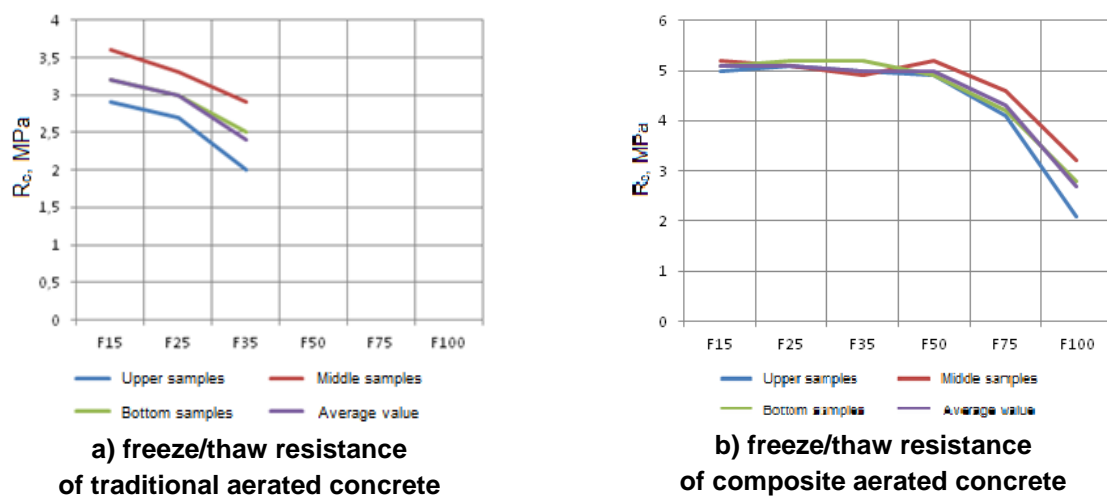 4
3,5
3
2,5
2
1,5
1
0,5
0
Rc, MPa
F15 F25 F35 F50 F75 F100
Upper samples Middle samples
Bottom samples Average value
a) freeze/thaw resistance
of traditional aerated concrete
6
5
4
3
2
1
0
Rc, MPa
F15 F25 F35 F50 F75 F100
Upper samples Middle samples
Bottom samples Average value
b) freeze/thaw resistance
of composite aerated concrete